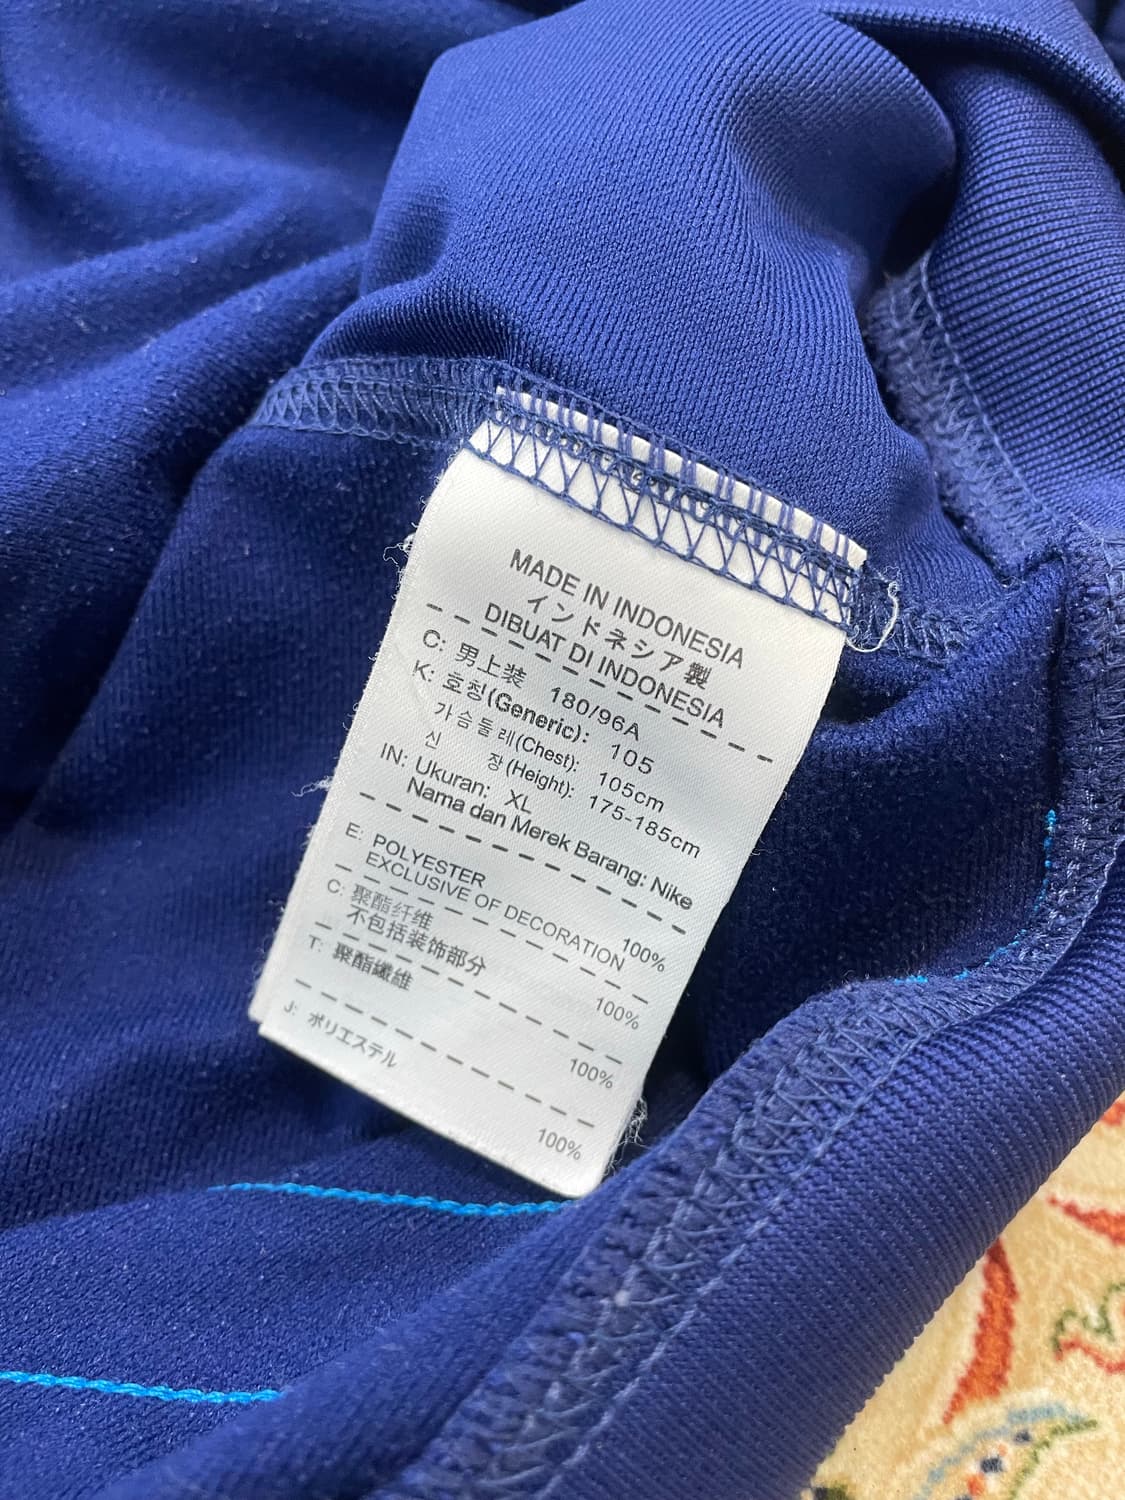 MADE IN INDONESIA
インドネシア製
DIBUAT DI INDONESIA
C: 男上装 180/96A
K: 호칭(Generic): 105
가슴둘레(Chest): 105cm
신 장(Height): 175-185cm
IN: Ukuran: XL
Nama dan Merek Barang: Nike
E: POLYESTER 100%
EXCLUSIVE OF DECORATION
C: 聚酯纤维 100%
不包括装饰部分
T: 聚酯纖維 100%
J: ポリエステル 100%